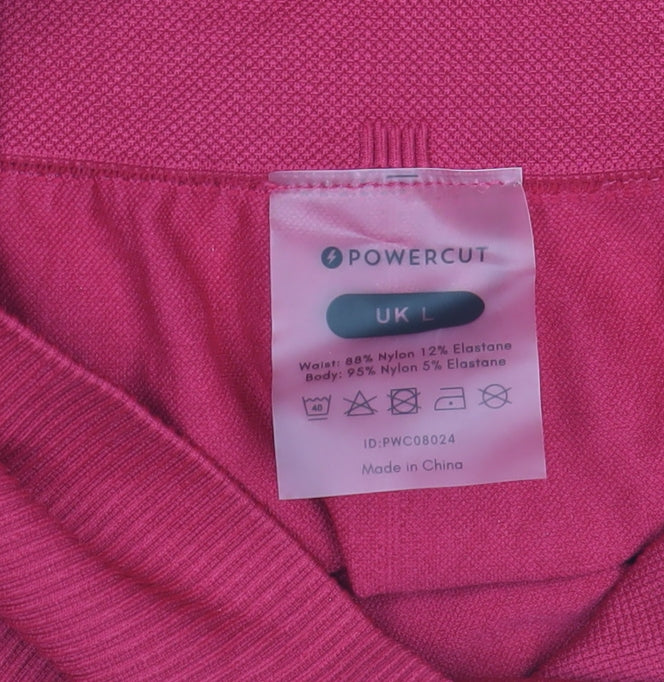 POWERCUT
UK L
Waist: 88% Nylon 12% Elastane
Body: 95% Nylon 5% Elastane
40
ID:PWC08024
Made in China